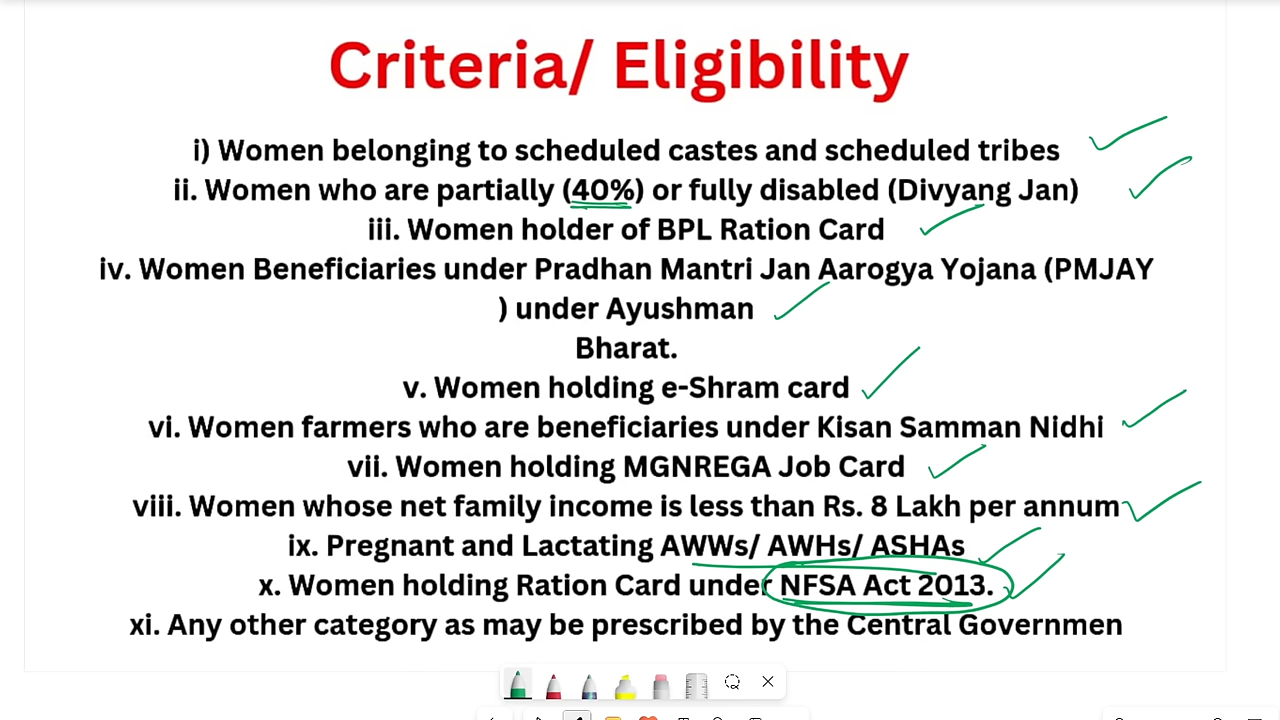 Criteria/ Eligibility
i) Women belonging to scheduled castes and scheduled tribes
ii. Women who are partially (40%) or fully disabled (Divyang Jan)
iii. Women holder of BPL Ration Card
iv. Women Beneficiaries under Pradhan Mantri Jan Aarogya Yojana (PMJAY
) under Ayushman
Bharat.
v. Women holding e-Shram card
vi. Women farmers who are beneficiaries under Kisan Samman Nidhi
vii. Women holding MGNREGA Job Card
viii. Women whose net family income is less than Rs. 8 Lakh per annum
ix. Pregnant and Lactating AWWs/ AWHs/ ASHAs
x. Women holding Ration Card under NFSA Act 2013.
xi. Any other category as may be prescribed by the Central Governmen